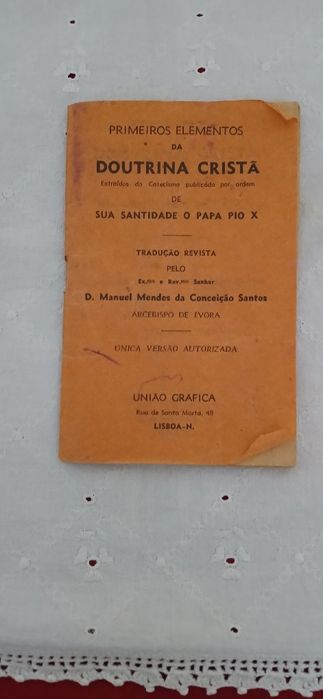 PRIMEIROS ELEMENTOS
DA
DOUTRINA CRISTÃ
Extraídos do Catecismo publicado por ordem
DE
SUA SANTIDADE O PAPA PIO X
TRADUÇÃO REVISTA
PELO
Ex.mo e Rev.mo Senhor
D. Manuel Mendes da Conceição Santos
ARCEBISPO DE ÉVORA
ÚNICA VERSÃO AUTORIZADA
UNIÃO GRÁFICA
Rua de Santa Marta, 48
LISBOA-N.